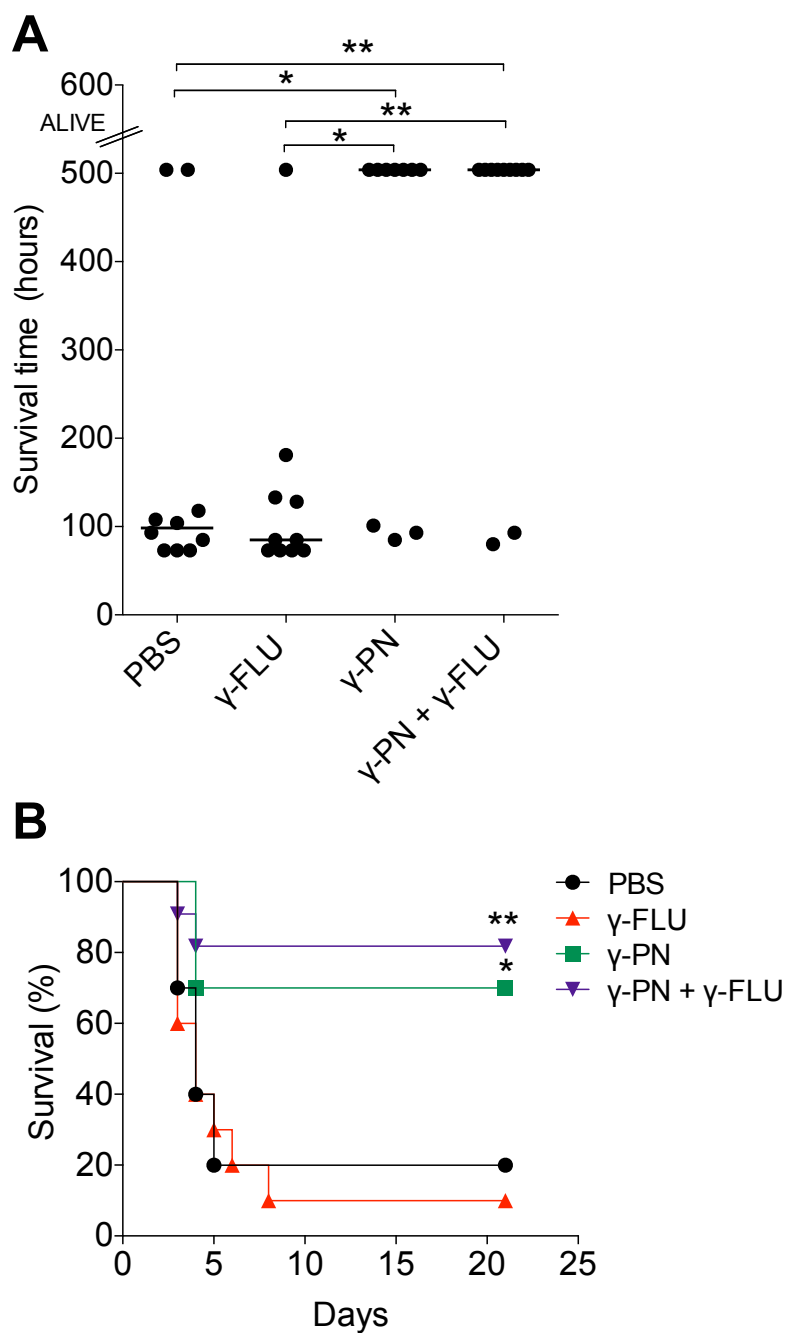 A
**
600
*
ALIVE
**
*
500
400
300
200
100
0
Survival time (hours)
PBS
γ-FLU
γ-PN
γ-PN + γ-FLU
B
100
80
60
40
20
0
Survival (%)
**
*
PBS
γ-FLU
γ-PN
γ-PN + γ-FLU
0 5 10 15 20 25
Days